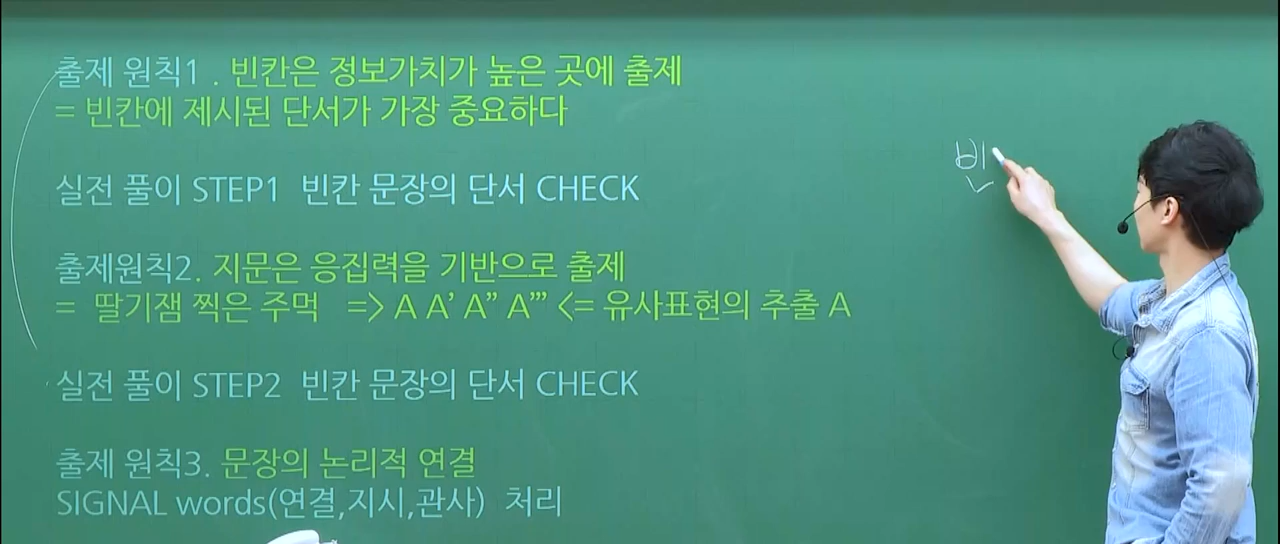 출제 원칙1 . 빈칸은 정보가치가 높은 곳에 출제
= 빈칸에 제시된 단서가 가장 중요하다
빈
실전 풀이 STEP1 빈칸 문장의 단서 CHECK
출제원칙2. 지문은 응집력을 기반으로 출제
= 딸기잼 찍은 주먹 => A A’ A” A’” <= 유사표현의 추출 A
실전 풀이 STEP2 빈칸 문장의 단서 CHECK
출제 원칙3. 문장의 논리적 연결
SIGNAL words(연결,지시,관사) 처리